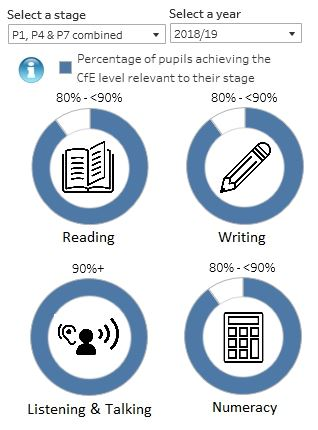 Select a stage
Select a year
P1, P4 & P7 combined
2018/19
Percentage of pupils achieving the
CfE level relevant to their stage
80% - <90%
80% - <90%
Reading
Writing
90%+
80% - <90%
Listening & Talking
Numeracy